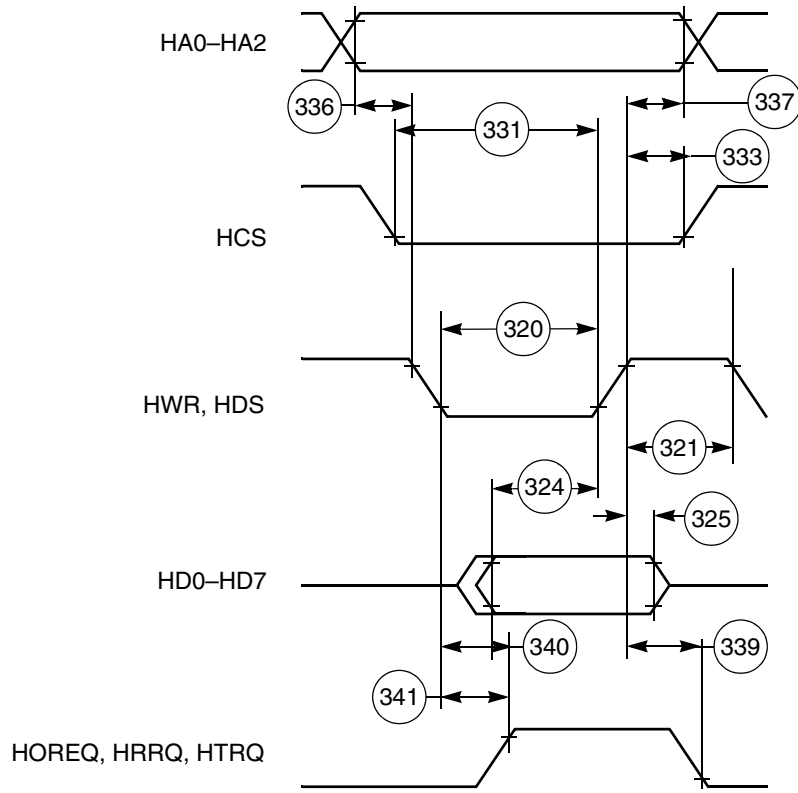 HA0–HA2
336
337
331
333
HCS
320
HWR, HDS
321
324
325
HD0–HD7
340
339
341
HOREQ, HRRQ, HTRQ